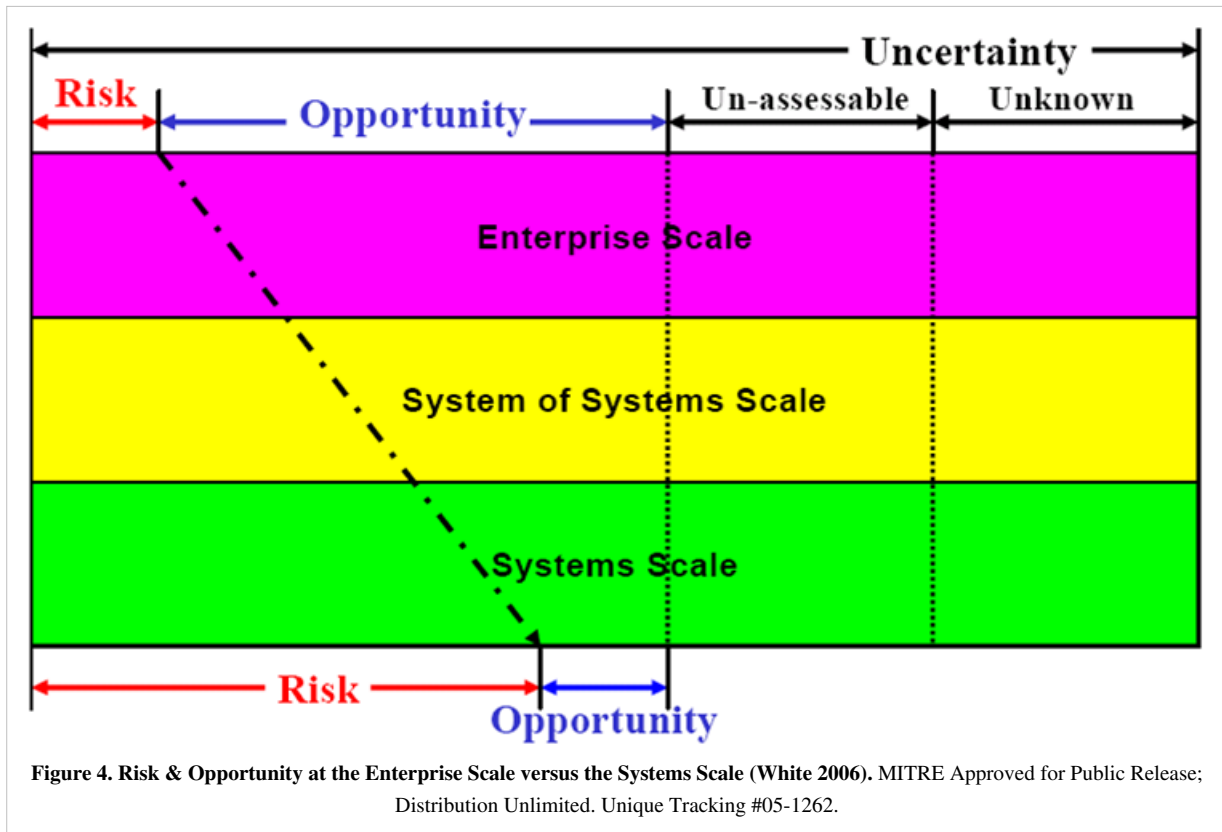 Uncertainty
Risk
Opportunity
Un-assessable
Unknown
Enterprise Scale
System of Systems Scale
Systems Scale
Risk
Opportunity
Figure 4. Risk & Opportunity at the Enterprise Scale versus the Systems Scale (White 2006). MITRE Approved for Public Release;
Distribution Unlimited. Unique Tracking #05-1262.